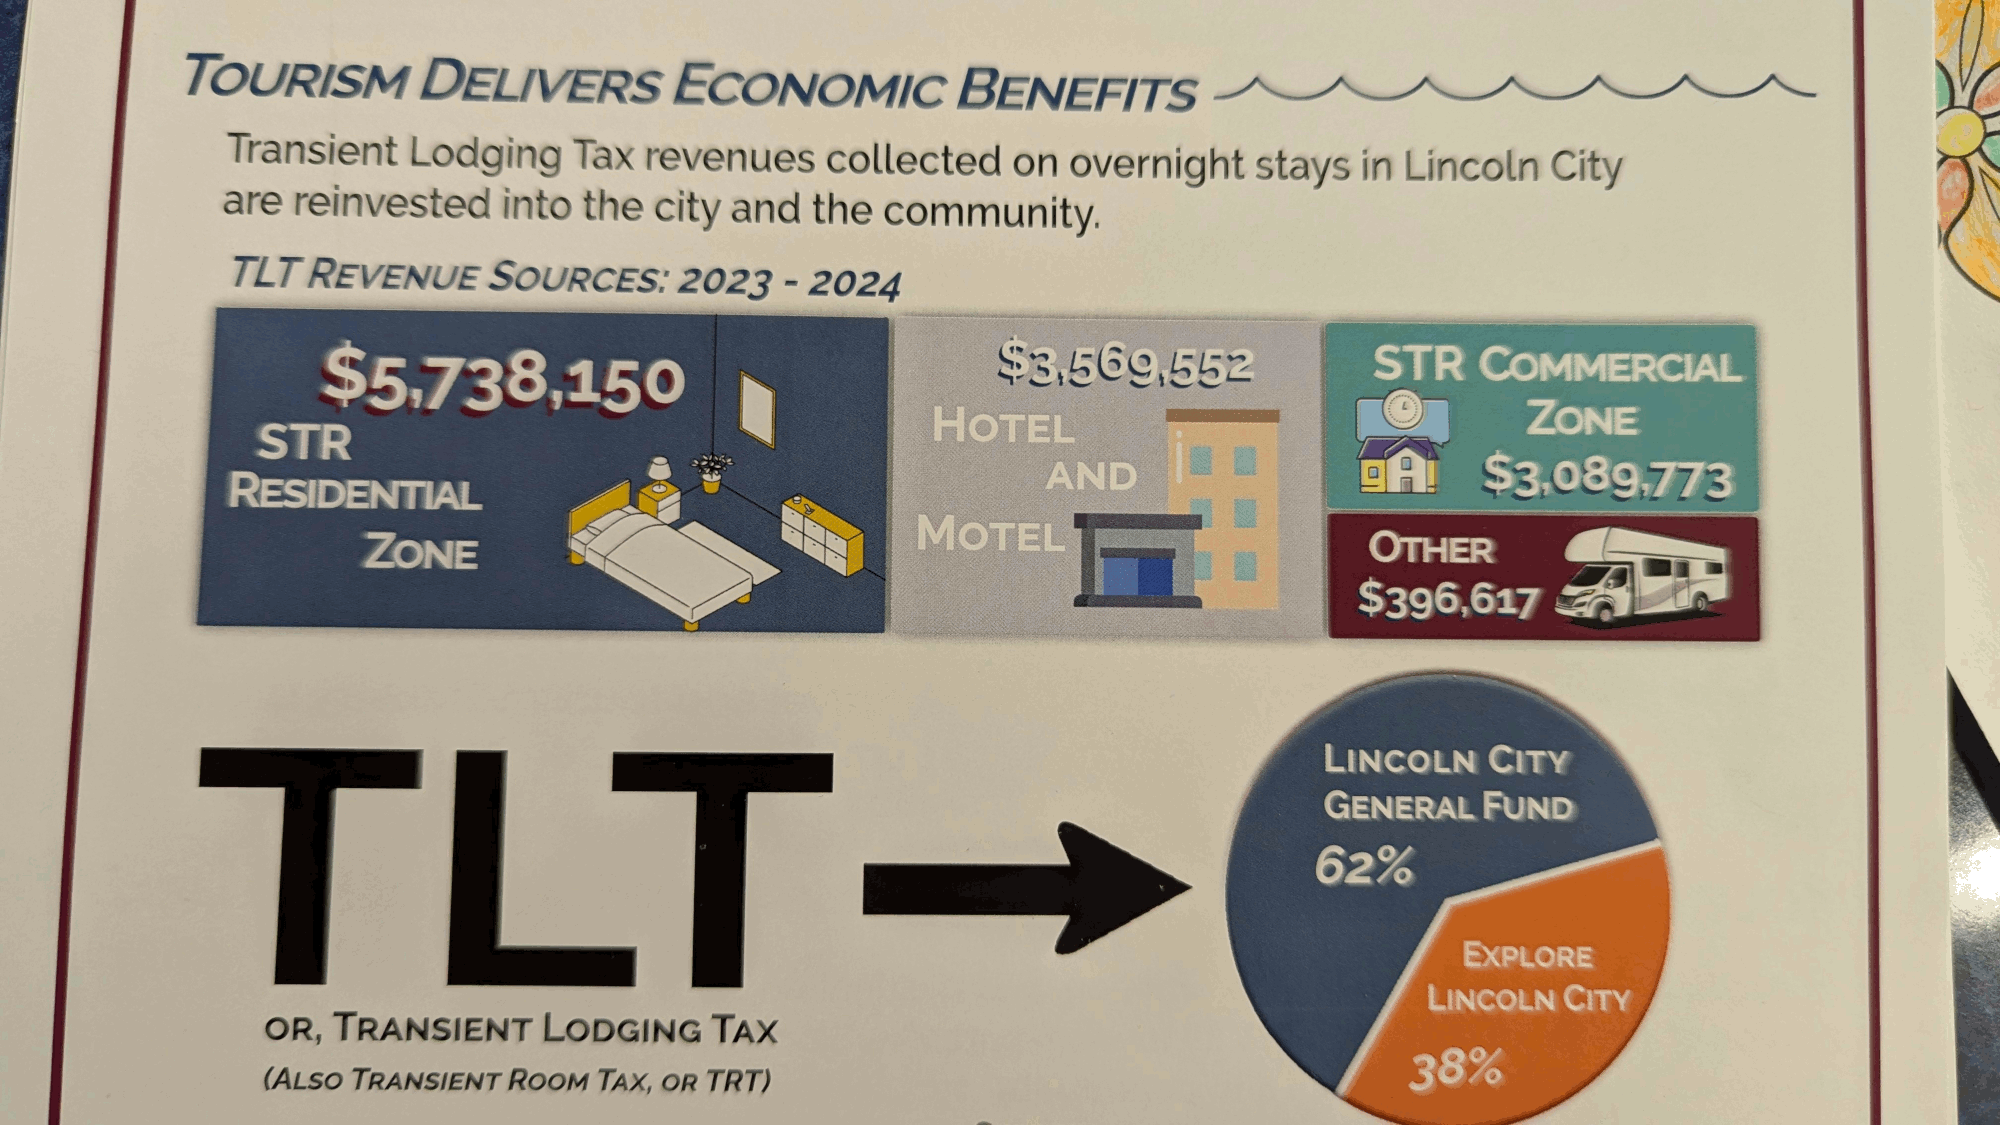 TOURISM DELIVERS ECONOMIC BENEFITS
Transient Lodging Tax revenues collected on overnight stays in Lincoln City
are reinvested into the city and the community.
TLT REVENUE SOURCES: 2023 - 2024
$5,738,150
STR
RESIDENTIAL
ZONE
$3,569,552
HOTEL
AND
MOTEL
STR COMMERCIAL
ZONE
$3,089,773
OTHER
$396,617
TLT
OR, TRANSIENT LODGING TAX
(ALSO TRANSIENT ROOM TAX, OR TRT)
LINCOLN CITY
GENERAL FUND
62%
EXPLORE
LINCOLN CITY
38%